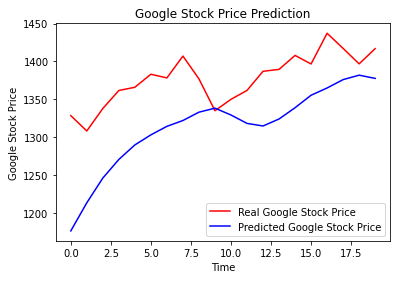 Google Stock Price Prediction
Google Stock Price
1450
1400
1350
1300
1250
1200
0.0 2.5 5.0 7.5 10.0 12.5 15.0 17.5
Time
Real Google Stock Price
Predicted Google Stock Price